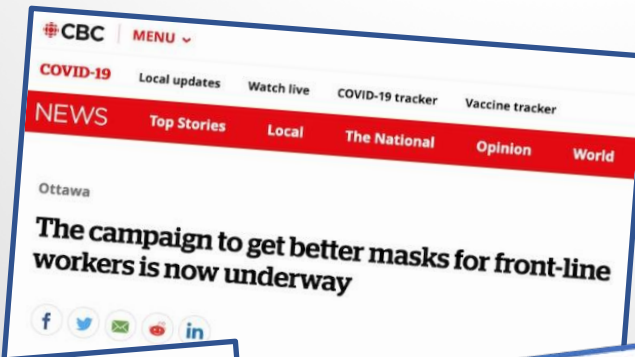 CBC MENU
COVID-19 Local updates Watch live COVID-19 tracker Vaccine tracker
NEWS Top Stories Local The National Opinion World
Ottawa
The campaign to get better masks for front-line
workers is now underway